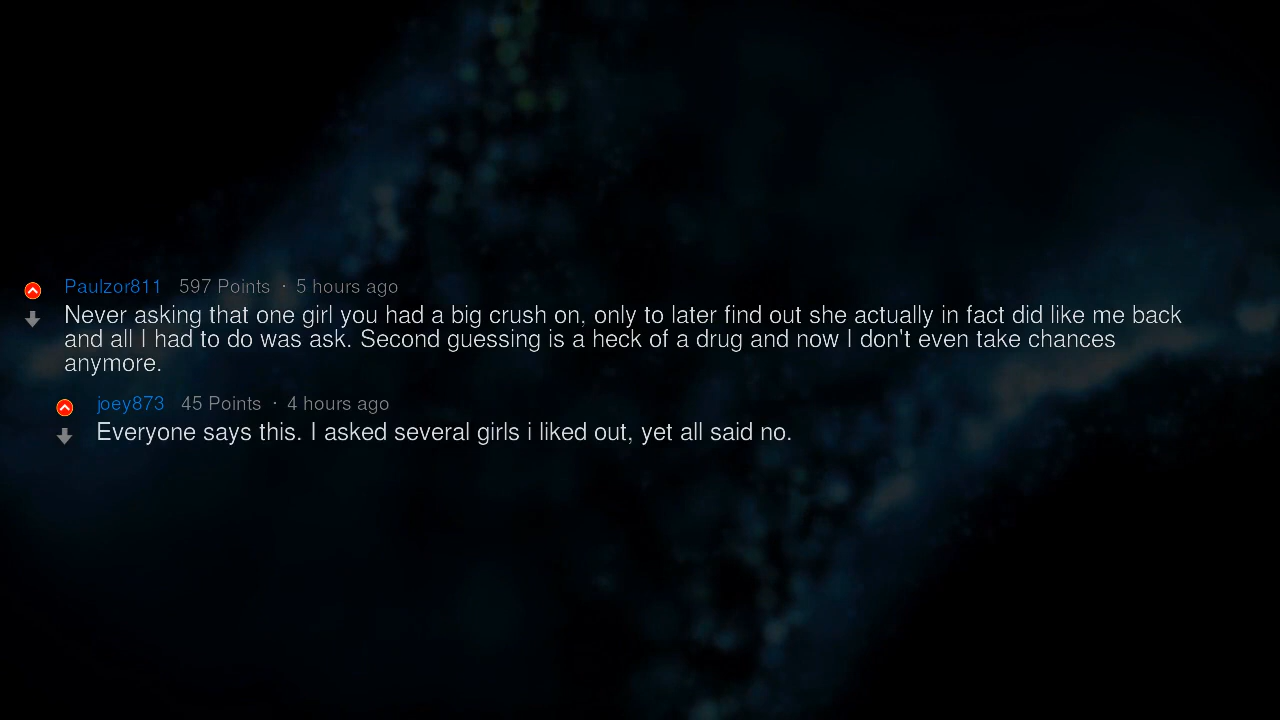 Paulzor811 597 Points · 5 hours ago
Never asking that one girl you had a big crush on, only to later find out she actually in fact did like me back
and all I had to do was ask. Second guessing is a heck of a drug and now I don't even take chances
anymore.
joey873 45 Points · 4 hours ago
Everyone says this. I asked several girls i liked out, yet all said no.